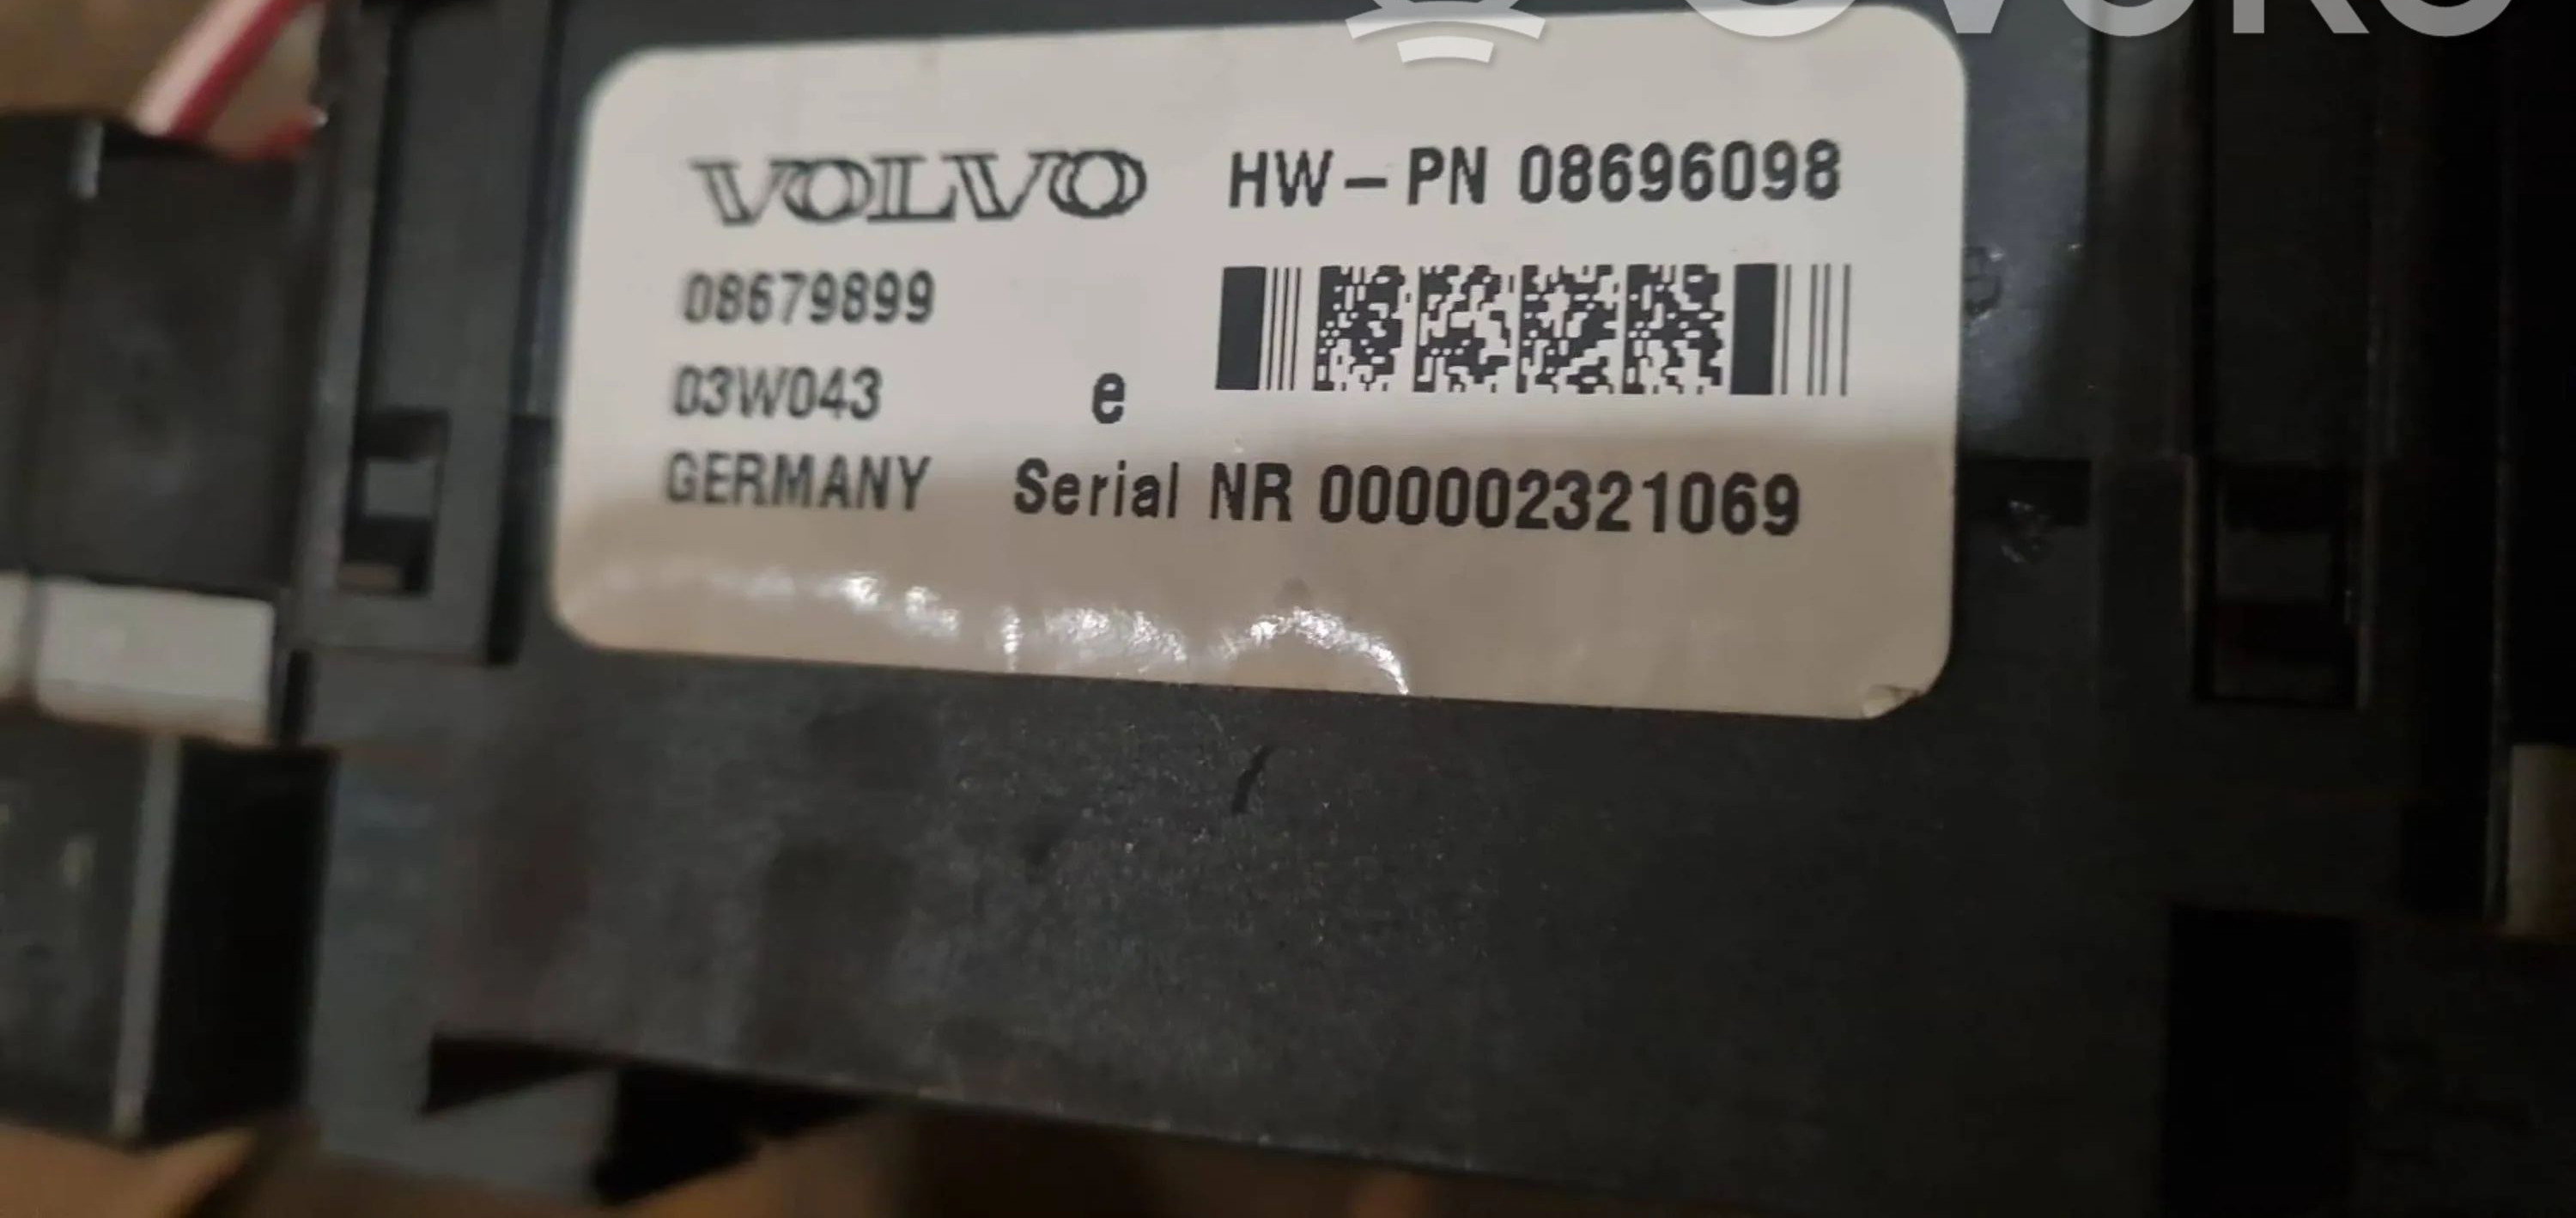 VOLVO HW-PN 08696098
08679899
03W043 e
GERMANY Serial NR 000002321069